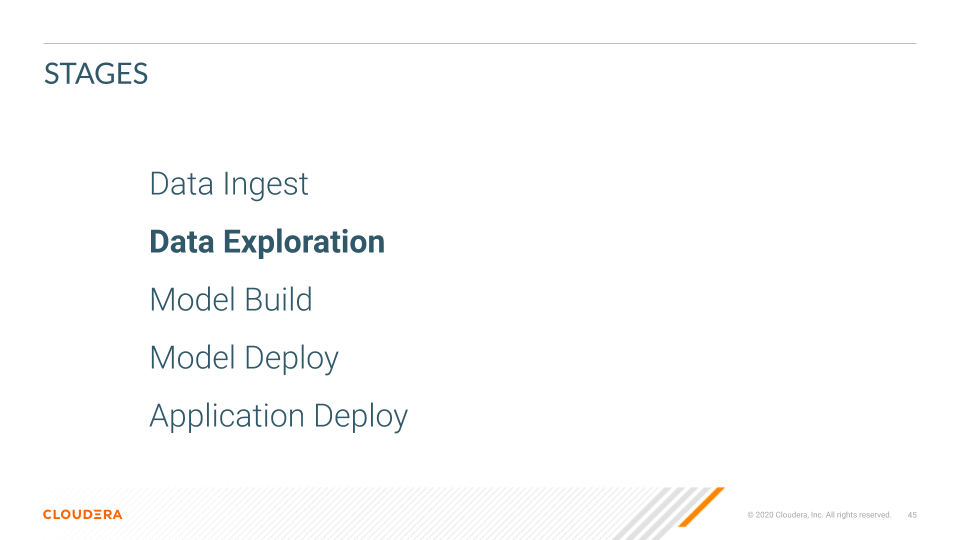 STAGES
Data Ingest
Data Exploration
Model Build
Model Deploy
Application Deploy
CLOUDERA
© 2020 Cloudera, Inc. All rights reserved. 45